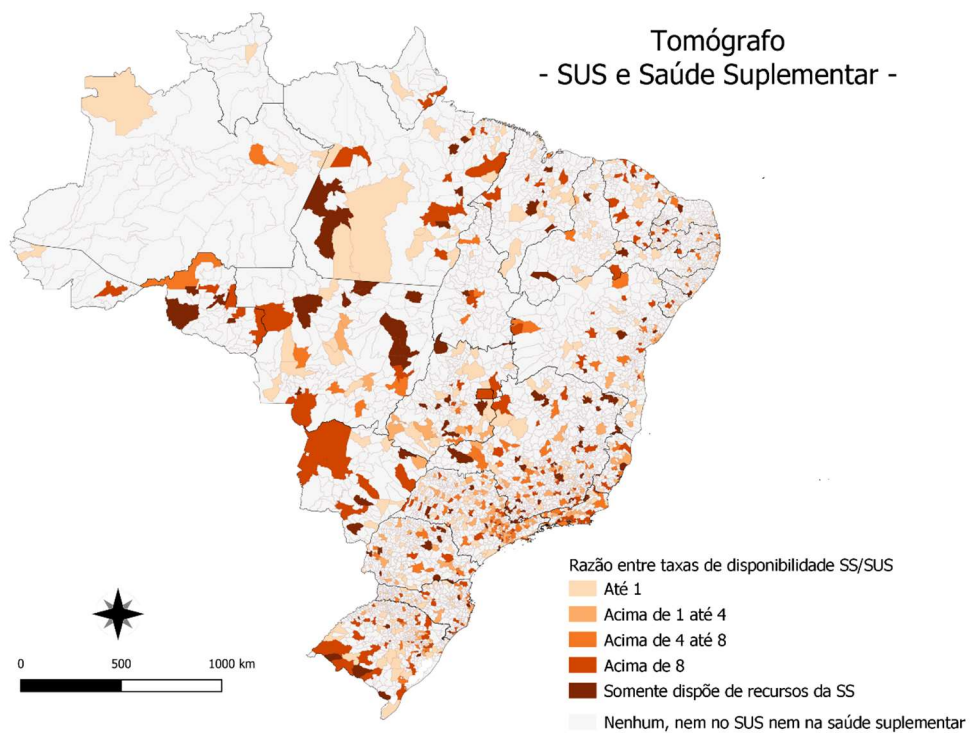 Tomógrafo
- SUS e Saúde Suplementar -
Razão entre taxas de disponibilidade SS/SUS
Até 1
Acima de 1 até 4
Acima de 4 até 8
Acima de 8
Somente dispõe de recursos da SS
Nenhum, nem no SUS nem na saúde suplementar
0 500 1000 km